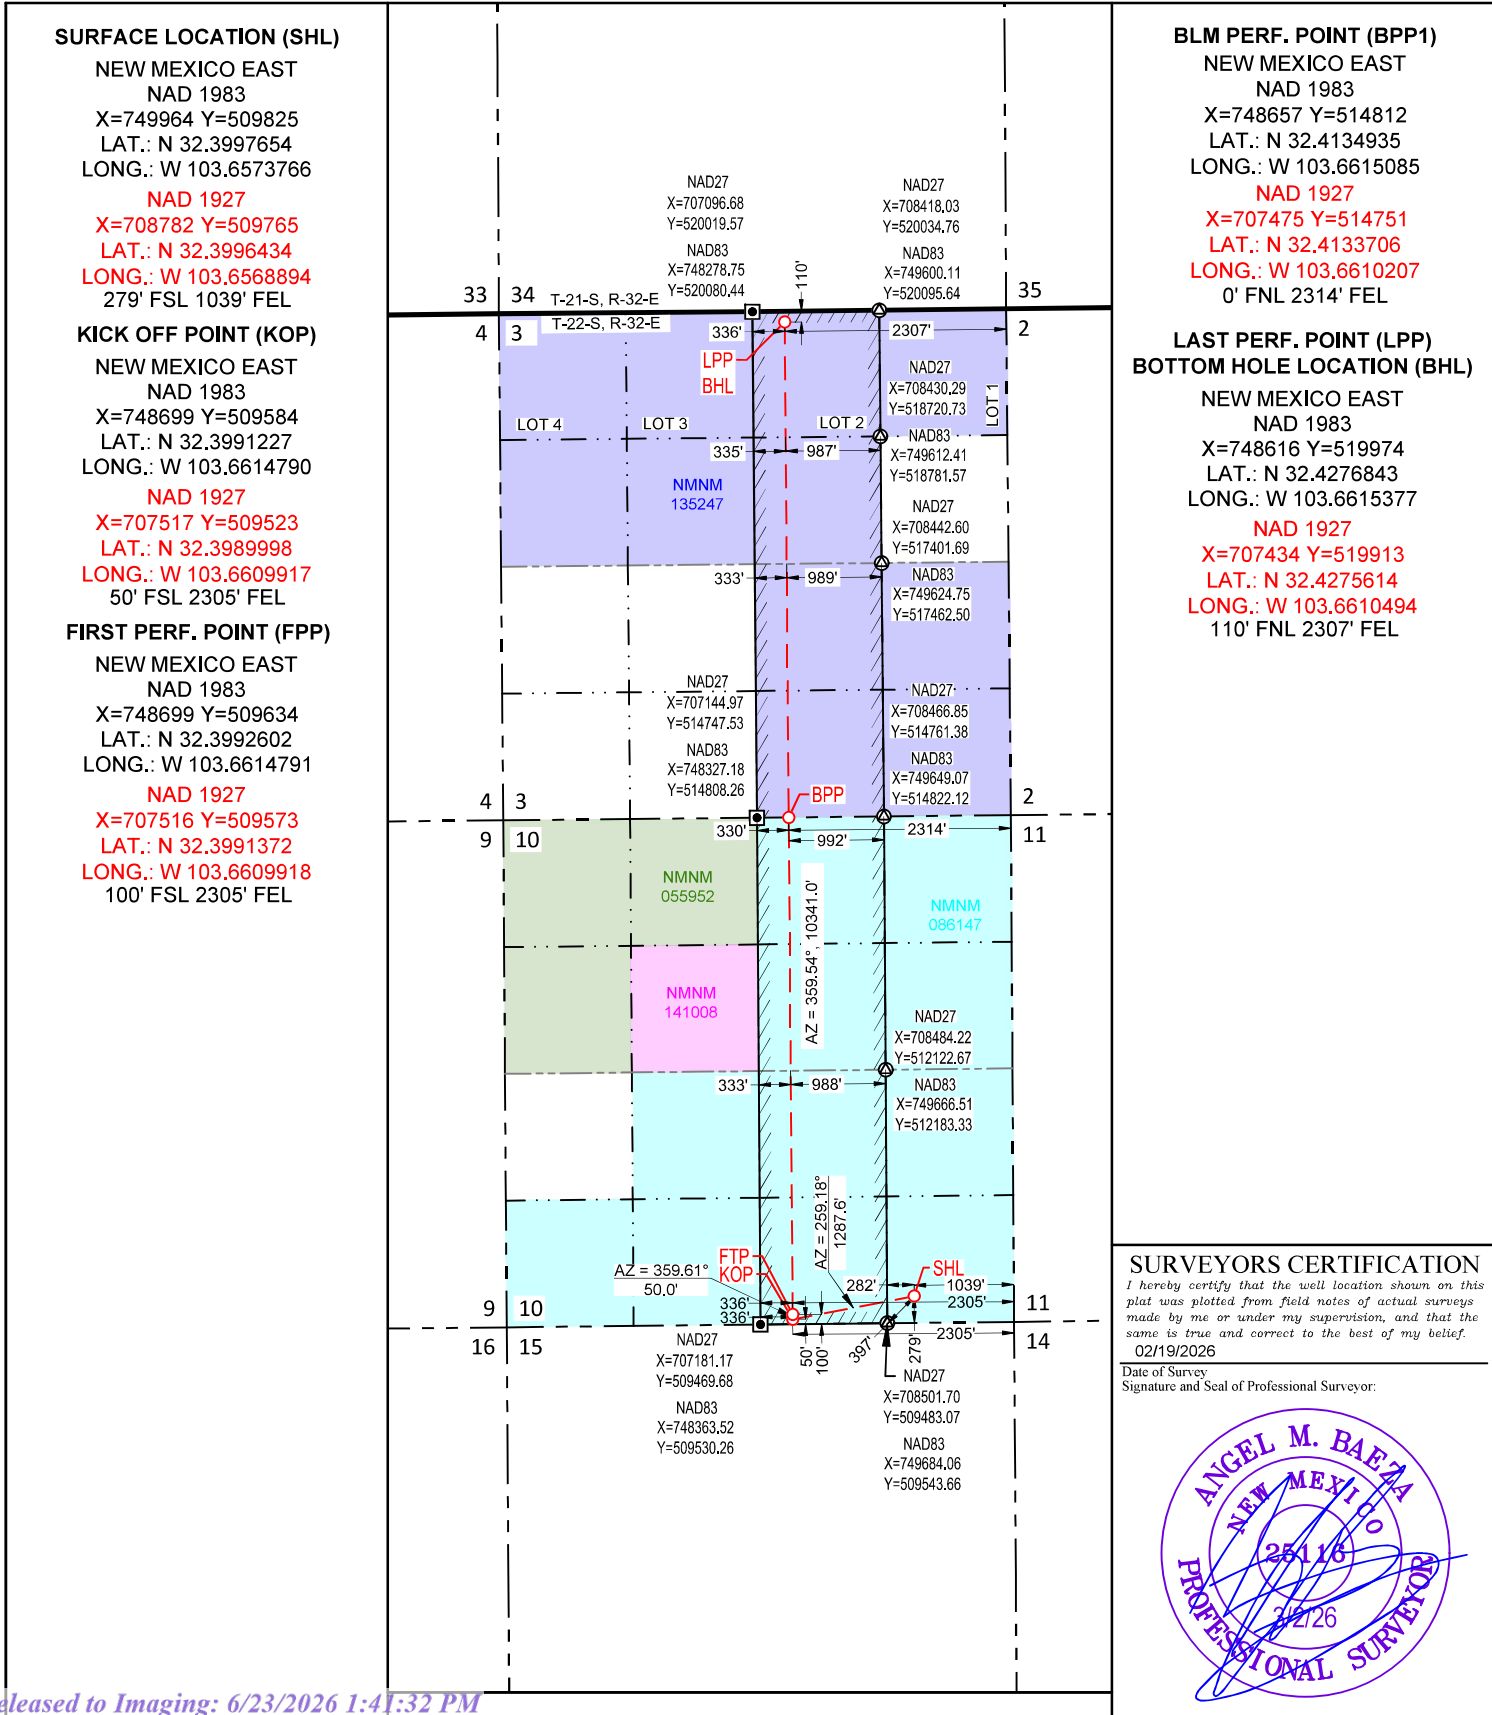 SURFACE LOCATION (SHL)
NEW MEXICO EAST
NAD 1983
X=749964 Y=509825
LAT.: N 32.3997654
LONG.: W 103.6573766
NAD 1927
X=708782 Y=509765
LAT.: N 32.3996434
LONG.: W 103.6568894
279' FSL 1039' FEL
KICK OFF POINT (KOP)
NEW MEXICO EAST
NAD 1983
X=748699 Y=509584
LAT.: N 32.3991227
LONG.: W 103.6614790
NAD 1927
X=707517 Y=509523
LAT.: N 32.3989998
LONG.: W 103.6609917
50' FSL 2305' FEL
FIRST PERF. POINT (FPP)
NEW MEXICO EAST
NAD 1983
X=748699 Y=509634
LAT.: N 32.3992602
LONG.: W 103.6614791
NAD 1927
X=707516 Y=509573
LAT.: N 32.3991372
LONG.: W 103.6609918
100' FSL 2305' FEL
NAD27
X=707096.68
Y=520019.57
NAD83
X=748278.75
Y=520080.44
110'
NAD27
X=708418.03
Y=520034.76
NAD83
X=749600.11
Y=520095.64
33 34
T-21-S, R-32-E
35
4 3
T-22-S, R-32-E
2
336'
2307'
LPP
BHL
NAD27
X=708430.29
Y=518720.73
NAD83
X=749612.41
Y=518781.57
LOT 4
LOT 3
LOT 2
LOT 1
335'
987'
NMNM
135247
NAD27
X=708442.60
Y=517401.69
NAD83
X=749624.75
Y=517462.50
333'
989'
NAD27
X=707144.97
Y=514747.53
NAD83
X=748327.18
Y=514808.26
NAD27
X=708466.85
Y=514761.38
NAD83
X=749649.07
Y=514822.12
BPP
4 3
2
9 10
11
330'
2314'
992'
NMNM
055952
NMNM
086147
AZ = 359.54°, 10341.0'
NMNM
141008
NAD27
X=708484.22
Y=512122.67
NAD83
X=749666.51
Y=512183.33
333'
988'
AZ = 259.18°
1287.6'
FTP
KOP
SHL
AZ = 359.61°
50.0'
282'
1039'
336'
2305'
336'
2305'
9 10
11
16 15
14
50'
100'
397'
279'
NAD27
X=707181.17
Y=509469.68
NAD83
X=748363.52
Y=509530.26
NAD27
X=708501.70
Y=509483.07
NAD83
X=749684.06
Y=509543.66
BLM PERF. POINT (BPP1)
NEW MEXICO EAST
NAD 1983
X=748657 Y=514812
LAT.: N 32.4134935
LONG.: W 103.6615085
NAD 1927
X=707475 Y=514751
LAT.: N 32.4133706
LONG.: W 103.6610207
0' FNL 2314' FEL
LAST PERF. POINT (LPP)
BOTTOM HOLE LOCATION (BHL)
NEW MEXICO EAST
NAD 1983
X=748616 Y=519974
LAT.: N 32.4276843
LONG.: W 103.6615377
NAD 1927
X=707434 Y=519913
LAT.: N 32.4275614
LONG.: W 103.6610494
110' FNL 2307' FEL
SURVEYORS CERTIFICATION
I hereby certify that the well location shown on this
plat was plotted from field notes of actual surveys
made by me or under my supervision, and that the
same is true and correct to the best of my belief.
02/19/2026
Date of Survey
Signature and Seal of Professional Surveyor:
ANGEL M. BAEZA
NEW MEXICO
25116
3/2/26
PROFESSIONAL SURVEYOR
eleased to Imaging: 6/23/2026 1:41:32 PM